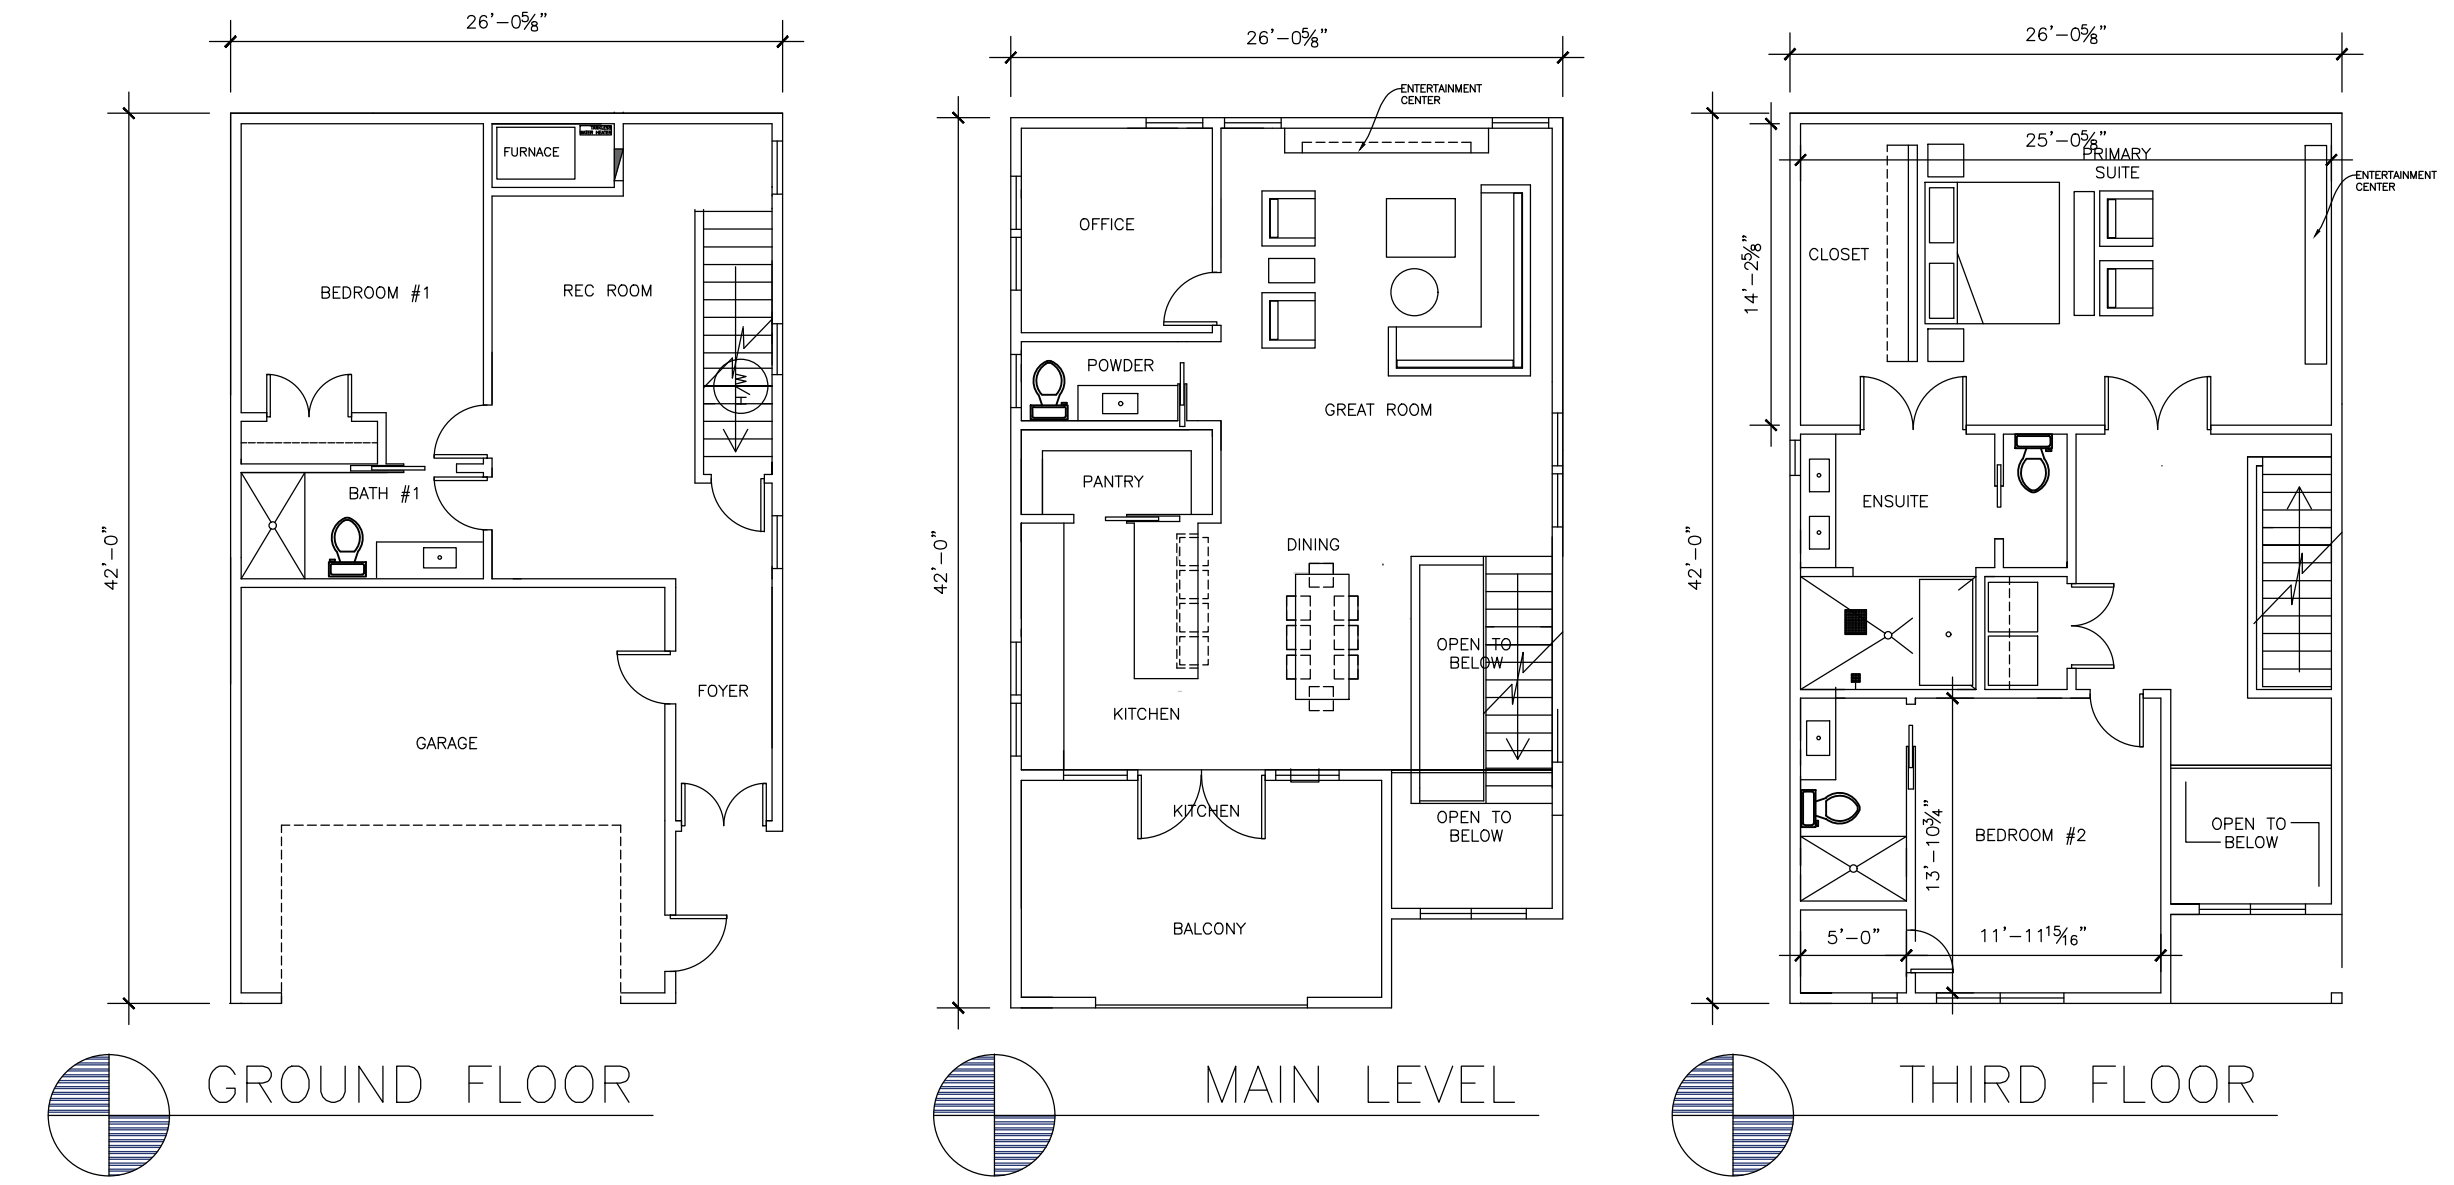 26'-0⅝"
FURNACE
BEDROOM #1
REC ROOM
H/W
BATH #1
42'-0"
FOYER
GARAGE
GROUND FLOOR
26'-0⅝"
ENTERTAINMENT
CENTER
OFFICE
POWDER
GREAT ROOM
PANTRY
DINING
42'-0"
OPEN TO
BELOW
KITCHEN
KITCHEN
OPEN TO
BELOW
BALCONY
MAIN LEVEL
26'-0⅝"
25'-0⅝"
PRIMARY
SUITE
ENTERTAINMENT
CENTER
CLOSET
14'-2⅝"
ENSUITE
42'-0"
13'-10¾"
BEDROOM #2
OPEN TO
BELOW
5'-0"
11'-11 15/16"
THIRD FLOOR